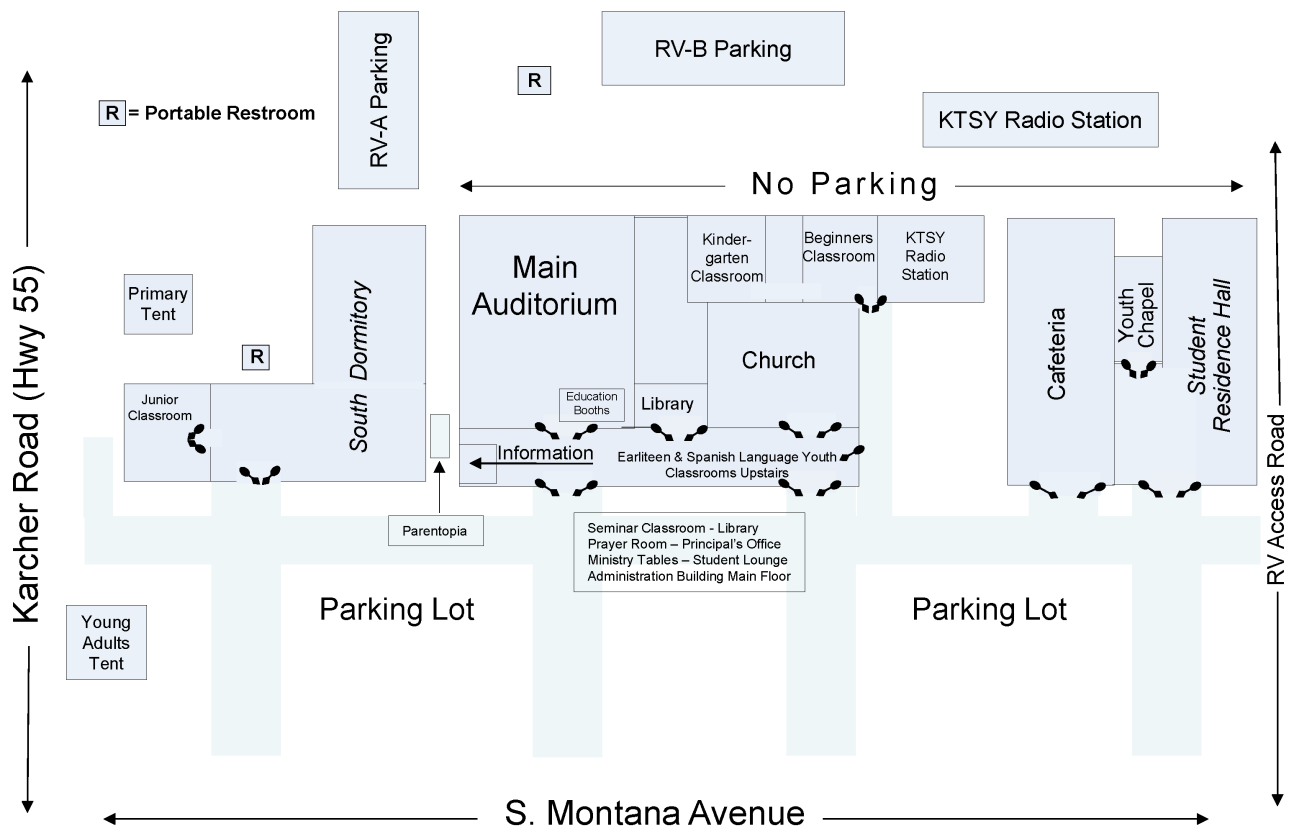 RV-A Parking
RV-B Parking
R
R = Portable Restroom
KTSY Radio Station
No Parking
Karcher Road (Hwy 55)
Primary
Tent
R
South Dormitory
Junior
Classroom
Main
Auditorium
Kinder-
garten
Classroom
Beginners
Classroom
KTSY
Radio
Station
Church
Education
Booths
Library
Information
Earliteen & Spanish Language Youth
Classrooms Upstairs
Cafeteria
Youth
Chapel
Student
Residence Hall
RV Access Road
Parentopia
Seminar Classroom - Library
Prayer Room – Principal's Office
Ministry Tables – Student Lounge
Administration Building Main Floor
Parking Lot
Parking Lot
Young
Adults
Tent
S. Montana Avenue